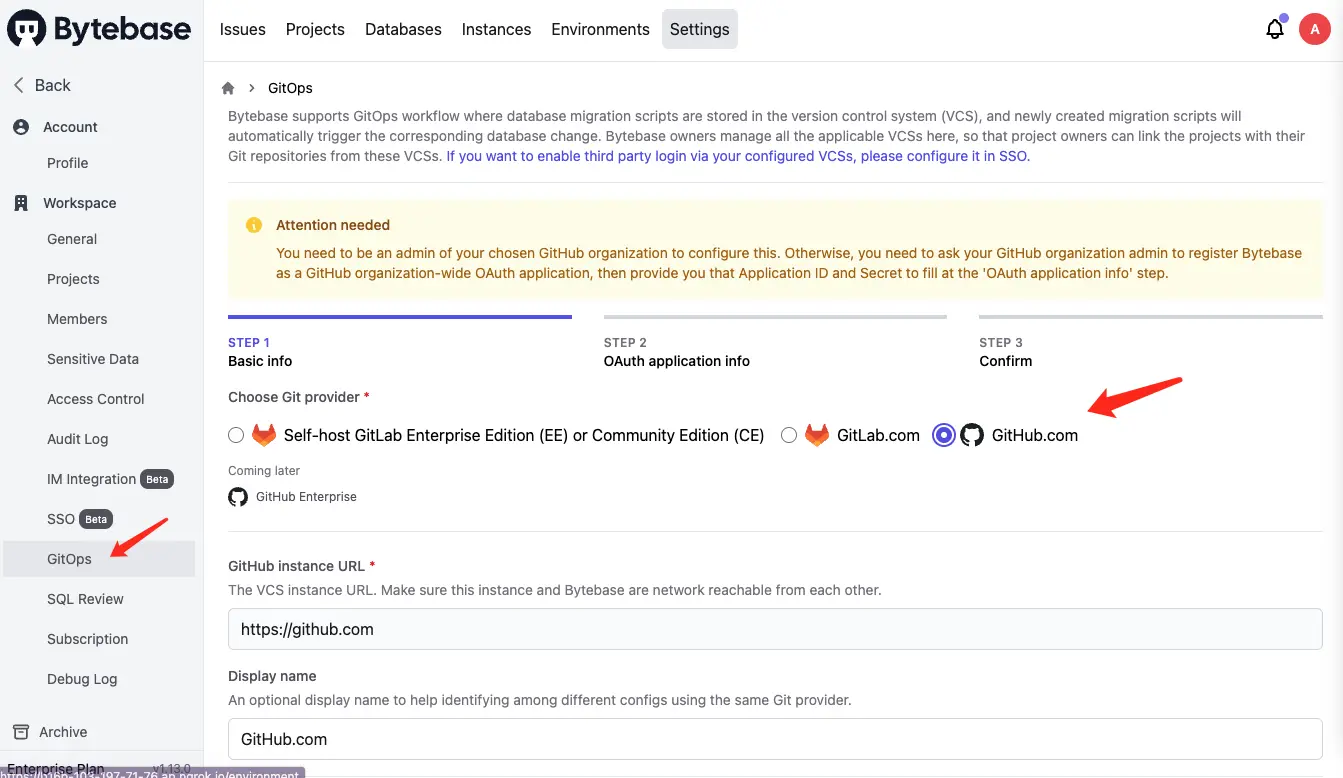 Bytebase
Issues Projects Databases Instances Environments Settings
A
Back
Account
Profile
Workspace
General
Projects
Members
Sensitive Data
Access Control
Audit Log
IM Integration Beta
SSO Beta
GitOps
SQL Review
Subscription
Debug Log
Archive
Enterprise Plan v1.13.0
GitOps
Bytebase supports GitOps workflow where database migration scripts are stored in the version control system (VCS), and newly created migration scripts will
automatically trigger the corresponding database change. Bytebase owners manage all the applicable VCSs here, so that project owners can link the projects with their
Git repositories from these VCSs. If you want to enable third party login via your configured VCSs, please configure it in SSO.
Attention needed
You need to be an admin of your chosen GitHub organization to configure this. Otherwise, you need to ask your GitHub organization admin to register Bytebase
as a GitHub organization-wide OAuth application, then provide you that Application ID and Secret to fill at the 'OAuth application info' step.
STEP 1
Basic info
STEP 2
OAuth application info
STEP 3
Confirm
Choose Git provider *
Self-host GitLab Enterprise Edition (EE) or Community Edition (CE) GitLab.com GitHub.com
Coming later
GitHub Enterprise
GitHub instance URL *
The VCS instance URL. Make sure this instance and Bytebase are network reachable from each other.
https://github.com
Display name
An optional display name to help identifying among different configs using the same Git provider.
GitHub.com